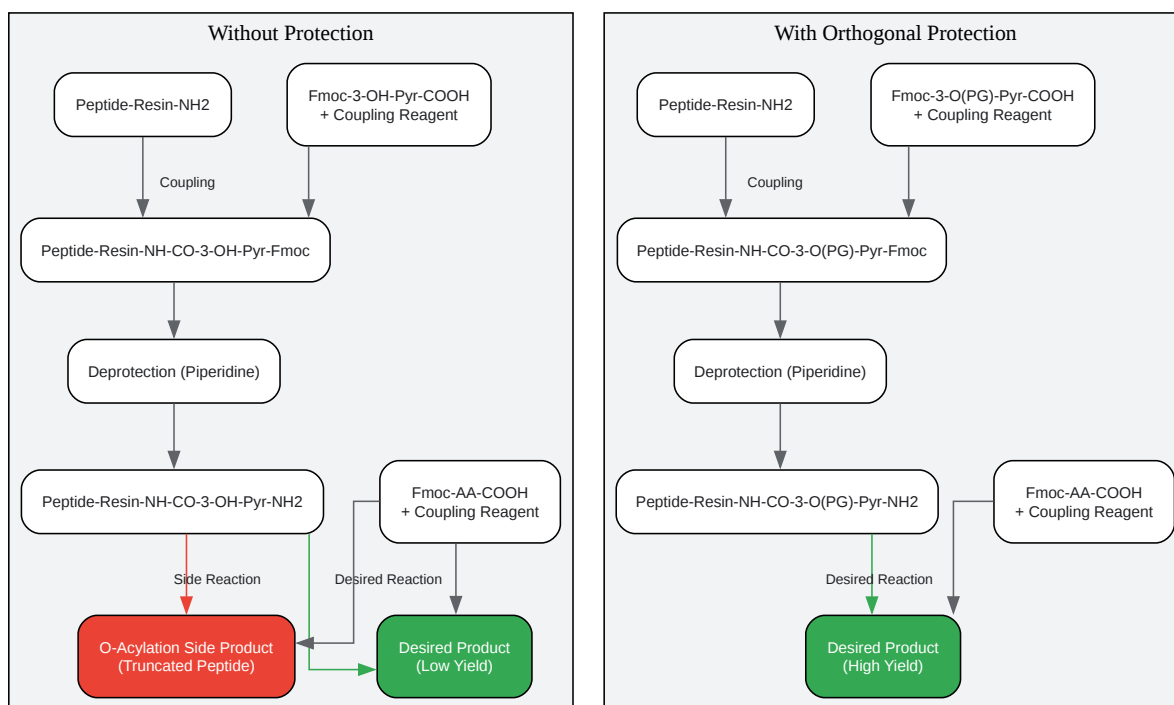 Without Protection
Peptide-Resin-NH2
Fmoc-3-OH-Pyr-COOH
+ Coupling Reagent
Coupling
Peptide-Resin-NH-CO-3-OH-Pyr-Fmoc
Deprotection (Piperidine)
Peptide-Resin-NH-CO-3-OH-Pyr-NH2
Fmoc-AA-COOH
+ Coupling Reagent
Side Reaction
Desired Reaction
O-Acylation Side Product
(Truncated Peptide)
Desired Product
(Low Yield)
With Orthogonal Protection
Peptide-Resin-NH2
Fmoc-3-O(PG)-Pyr-COOH
+ Coupling Reagent
Coupling
Peptide-Resin-NH-CO-3-O(PG)-Pyr-Fmoc
Deprotection (Piperidine)
Peptide-Resin-NH-CO-3-O(PG)-Pyr-NH2
Fmoc-AA-COOH
+ Coupling Reagent
Desired Reaction
Desired Product
(High Yield)